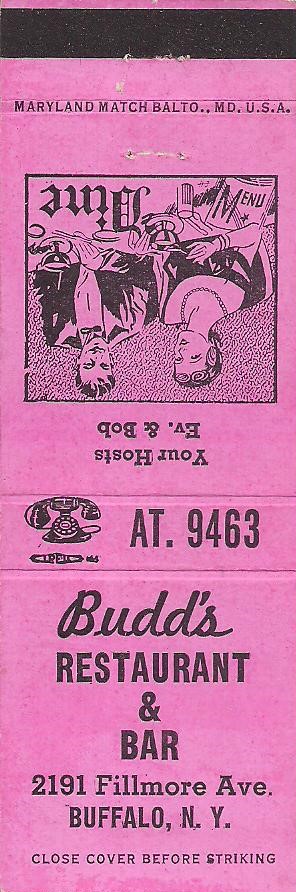 MARYLAND MATCH BALTO., MD. U.S.A.
Dine
MENU
Your Hosts
Ev. & Bob
AT. 9463
Budd's
RESTAURANT
&
BAR
2191 Fillmore Ave.
BUFFALO, N. Y.
CLOSE COVER BEFORE STRIKING